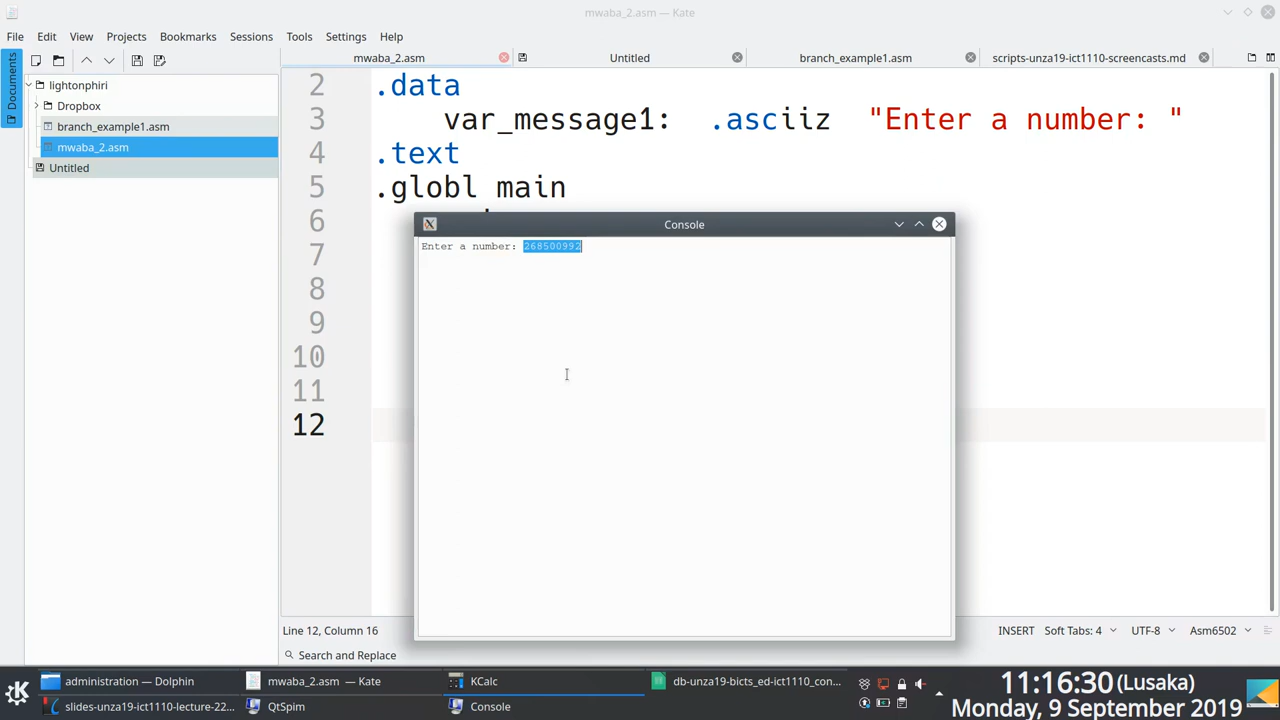 mwaba_2.asm — Kate
File Edit View Projects Bookmarks Sessions Tools Settings Help
Documents
mwaba_2.asm
Untitled
branch_example1.asm
scripts-unza19-ict1110-screencasts.md
lightonphiri
Dropbox
branch_example1.asm
mwaba_2.asm
Untitled
2 .data
3 var_message1: .asciiz "Enter a number: "
4 .text
5 .globl main
6
7
8
9
10
11
12
Console
Enter a number: 268500992
Line 12, Column 16
INSERT Soft Tabs: 4 UTF-8 Asm6502
Search and Replace
administration — Dolphin
mwaba_2.asm — Kate
KCalc
db-unza19-bicts_ed-ict1110_con...
slides-unza19-ict1110-lecture-22...
QtSpim
Console
11:16:30 (Lusaka)
Monday, 9 September 2019